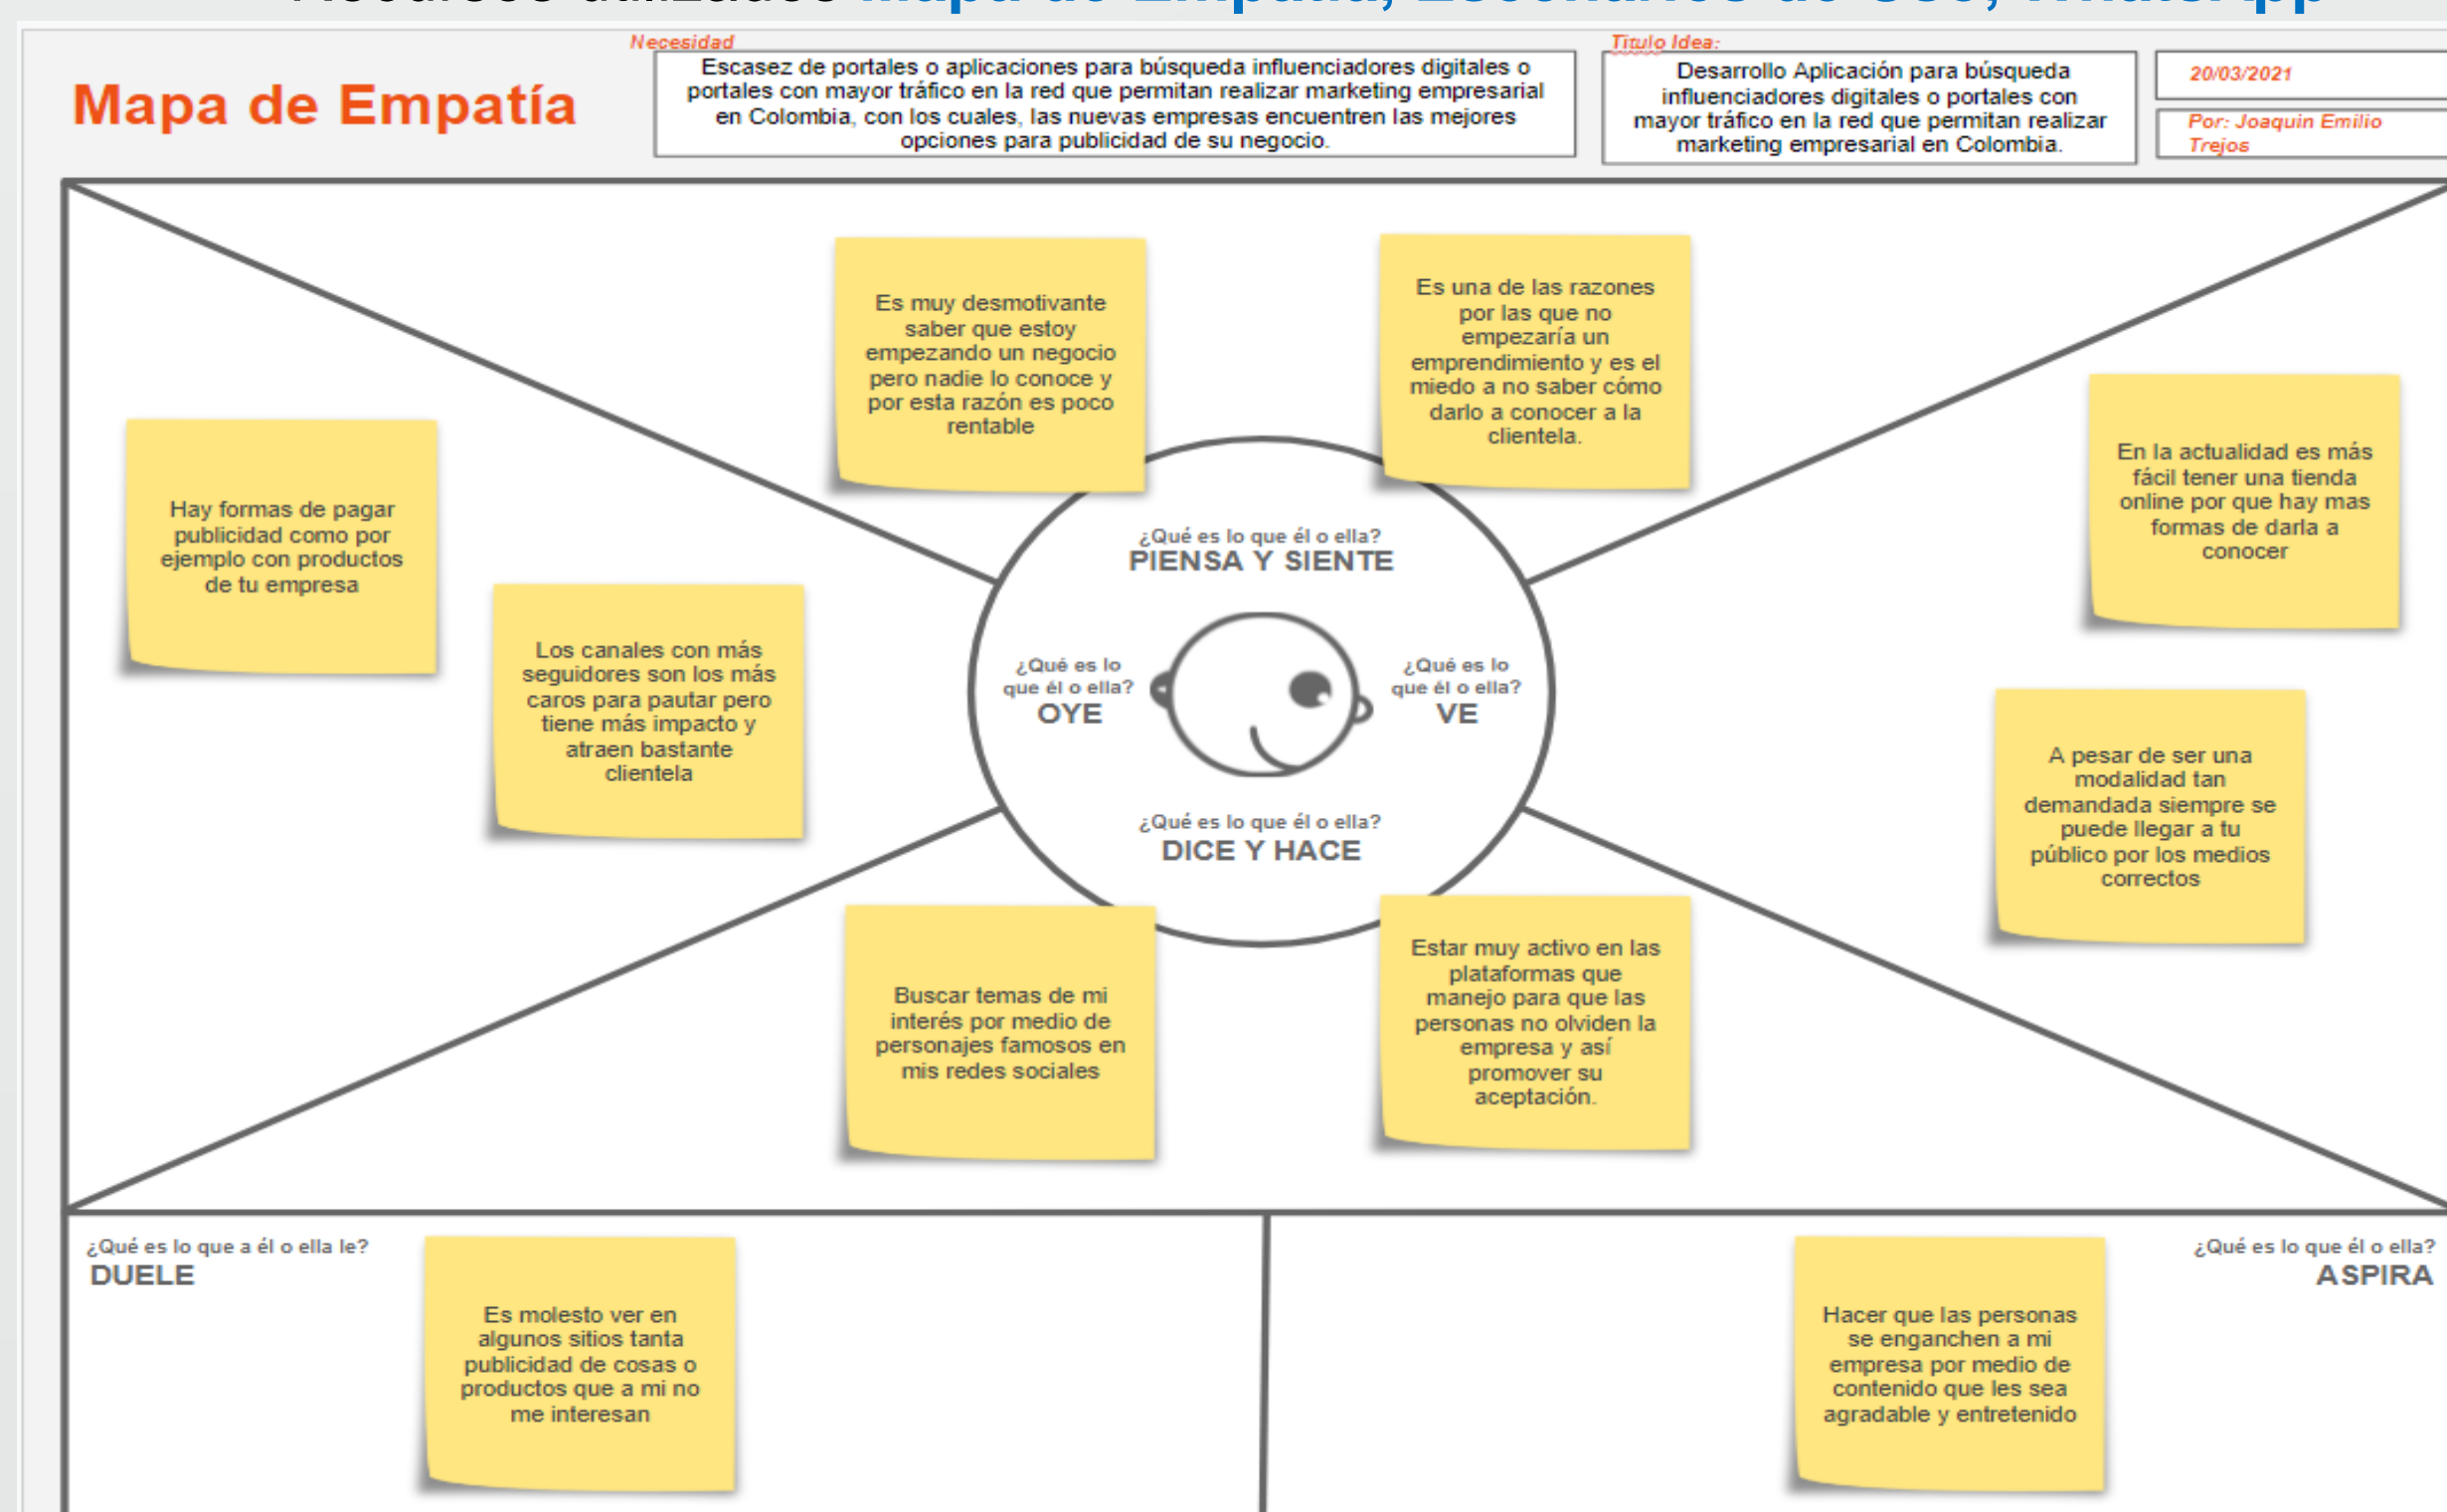 Recursos utilizados Mapa de Empatía, Escenarios de Uso, WhatsApp
Necesidad
Titulo Idea:
Mapa de Empatía
Escasez de portales o aplicaciones para búsqueda influenciadores digitales o
portales con mayor tráfico en la red que permitan realizar marketing empresarial
en Colombia, con los cuales, las nuevas empresas encuentren las mejores
opciones para publicidad de su negocio.
Desarrollo Aplicación para búsqueda
influenciadores digitales o portales con
mayor tráfico en la red que permitan realizar
marketing empresarial en Colombia.
20/03/2021
Por: Joaquin Emilio
Trejos
Es muy desmotivante
saber que estoy
empezando un negocio
pero nadie lo conoce y
por esta razón es poco
rentable
Es una de las razones
por las que no
empezaría un
emprendimiento y es el
miedo a no saber cómo
darlo a conocer a la
clientela.
Hay formas de pagar
publicidad como por
ejemplo con productos
de tu empresa
Los canales con más
seguidores son los más
caros para pautar pero
tiene más impacto y
atraen bastante
clientela
En la actualidad es más
fácil tener una tienda
online por que hay mas
formas de darla a
conocer
A pesar de ser una
modalidad tan
demandada siempre se
puede llegar a tu
público por los medios
correctos
¿Qué es lo que él o ella?
PIENSA Y SIENTE
¿Qué es lo
que él o ella?
OYE
¿Qué es lo
que él o ella?
VE
¿Qué es lo que él o ella?
DICE Y HACE
Buscar temas de mi
interés por medio de
personajes famosos en
mis redes sociales
Estar muy activo en las
plataformas que
manejo para que las
personas no olviden la
empresa y así
promover su
aceptación.
¿Qué es lo que a él o ella le?
DUELE
Es molesto ver en
algunos sitios tanta
publicidad de cosas o
productos que a mi no
me interesan
Hacer que las personas
se enganchen a mi
empresa por medio de
contenido que les sea
agradable y entretenido
¿Qué es lo que él o ella?
ASPIRA